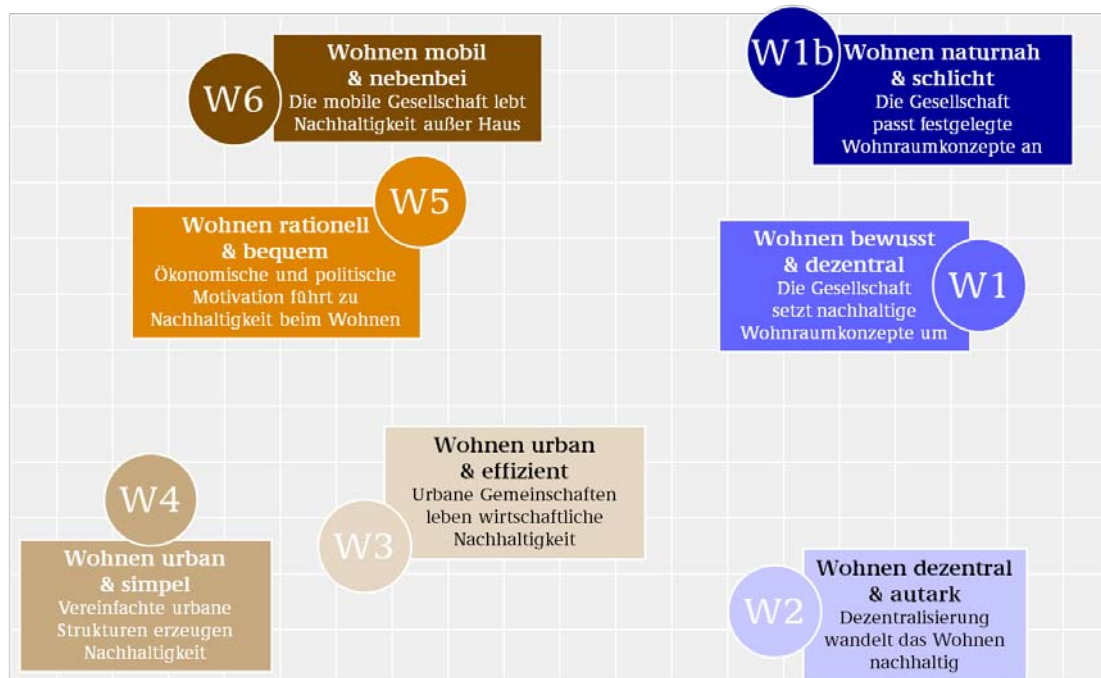 W6
Wohnen mobil
& nebenbei
Die mobile Gesellschaft lebt
Nachhaltigkeit außer Haus
W1b
Wohnen naturnah
& schlicht
Die Gesellschaft
passt festgelegte
Wohnraumkonzepte an
W5
Wohnen rationell
& bequem
Ökonomische und politische
Motivation führt zu
Nachhaltigkeit beim Wohnen
Wohnen bewusst
& dezentral
Die Gesellschaft
setzt nachhaltige
Wohnraumkonzepte um
W1
W4
Wohnen urban
& simpel
Vereinfachte urbane
Strukturen erzeugen
Nachhaltigkeit
Wohnen urban
& effizient
Urbane Gemeinschaften
leben wirtschaftliche
Nachhaltigkeit
W3
W2
Wohnen dezentral
& autark
Dezentralisierung
wandelt das Wohnen
nachhaltig